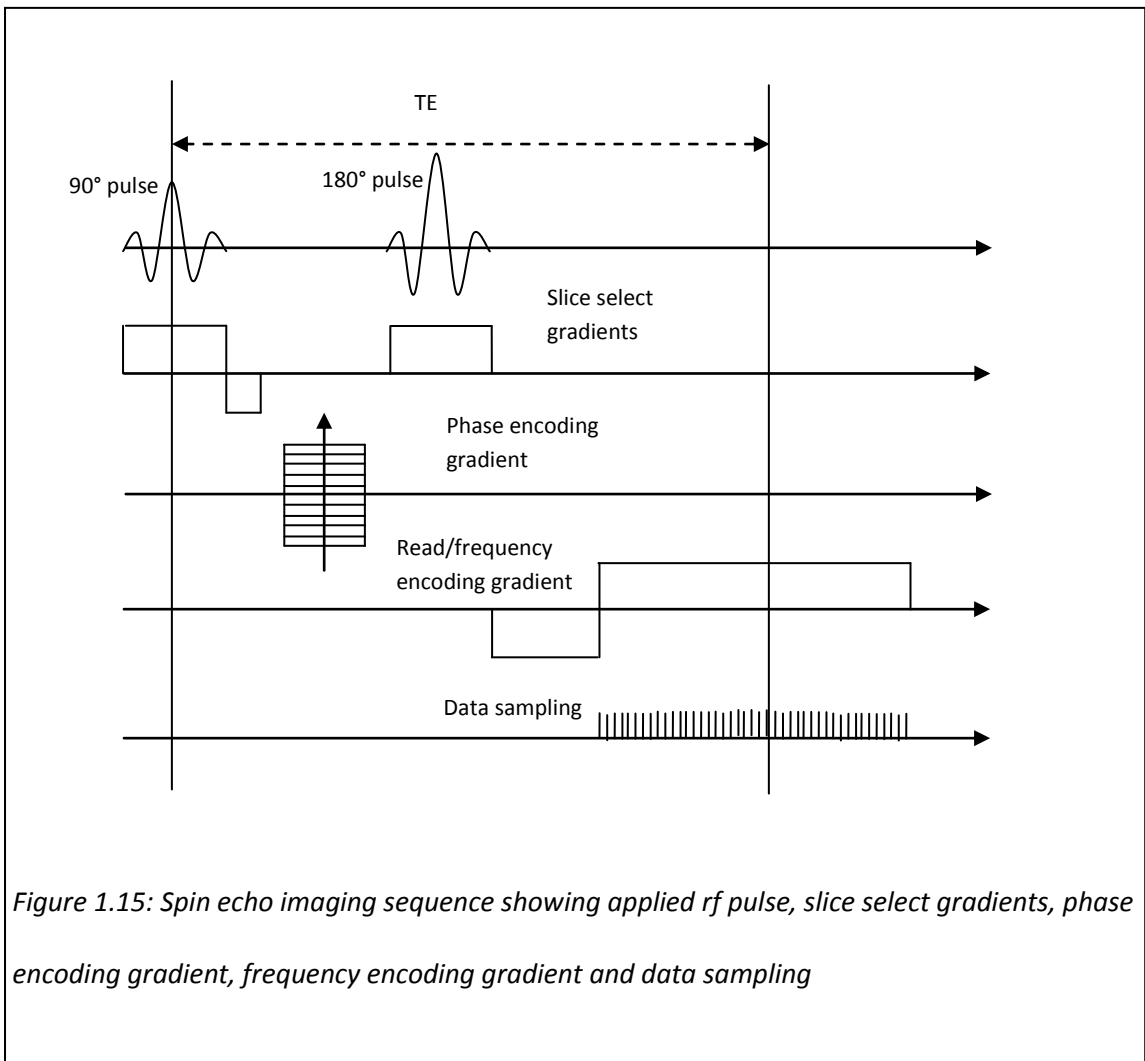 TE
90° pulse
180° pulse
Slice select
gradients
Phase encoding
gradient
Read/frequency
encoding gradient
Data sampling
Figure 1.15: Spin echo imaging sequence showing applied rf pulse, slice select gradients, phase
encoding gradient, frequency encoding gradient and data sampling